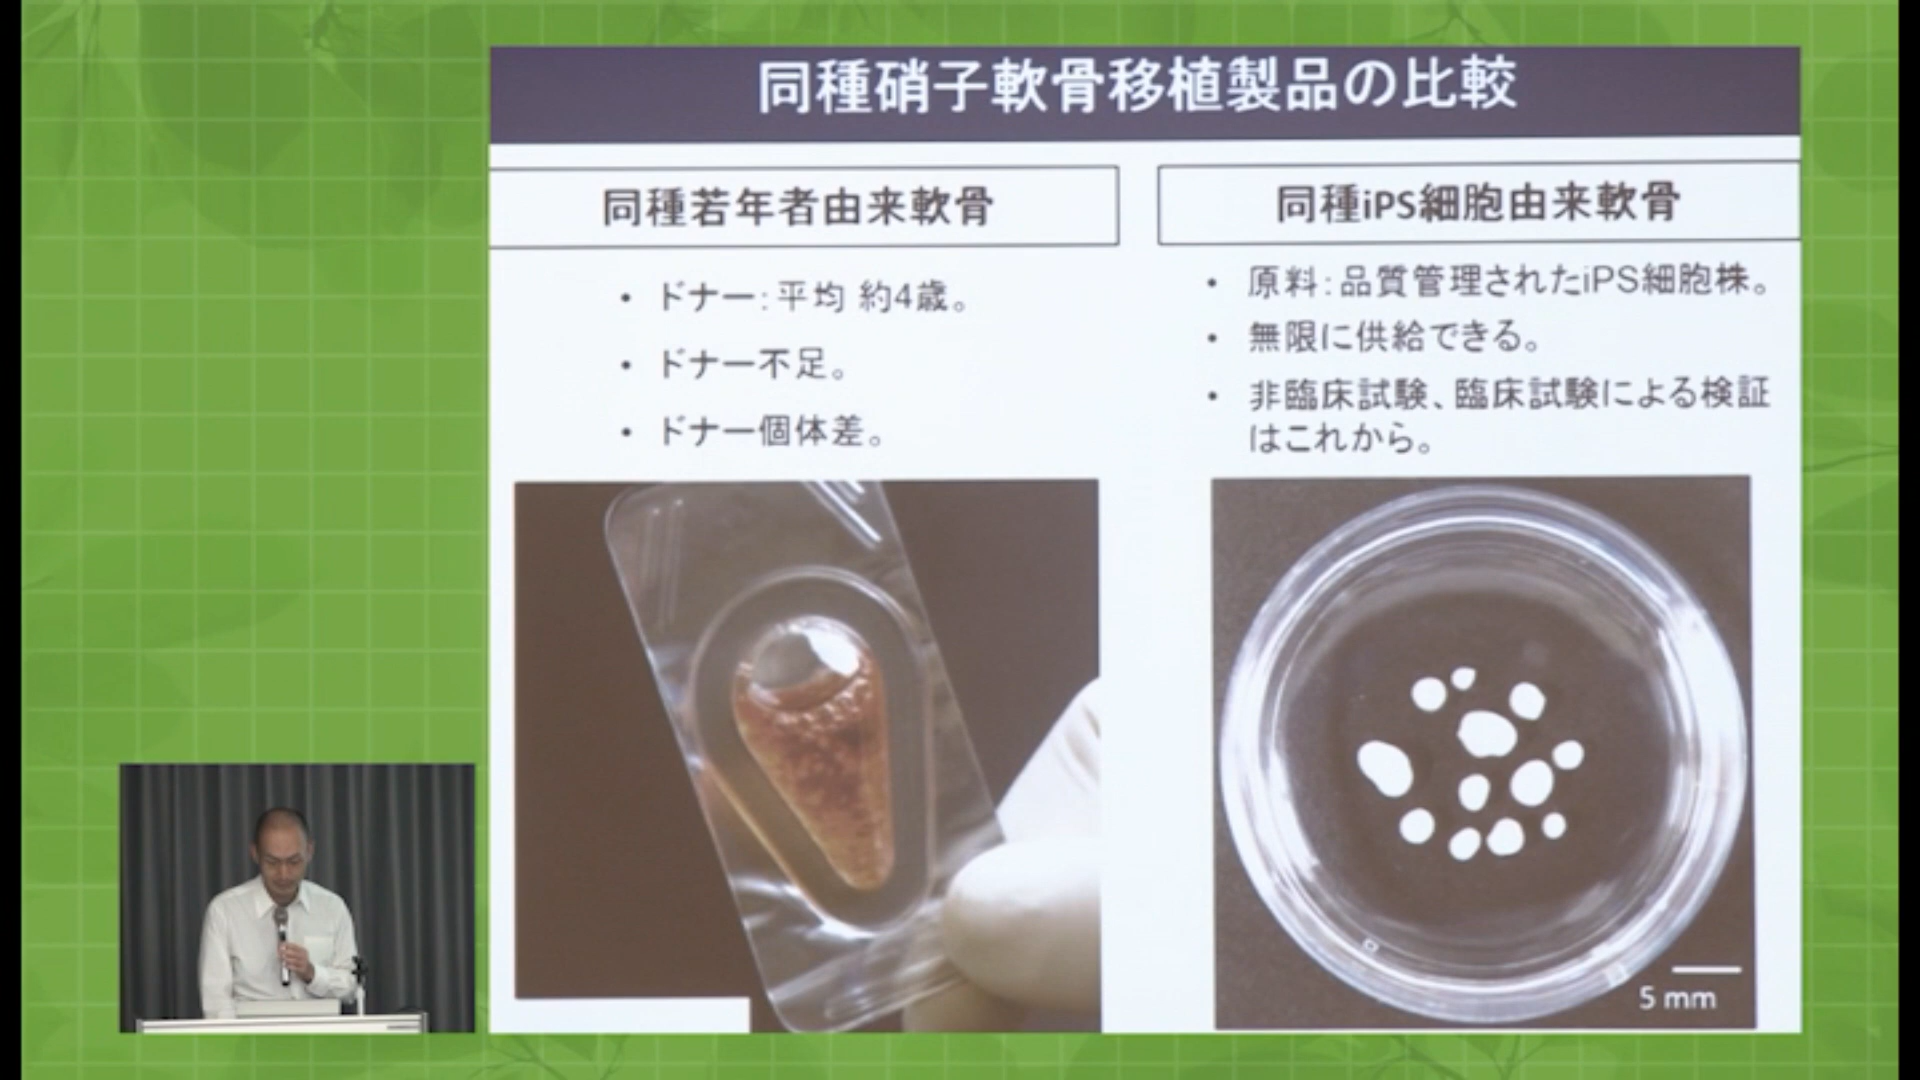 同種硝子軟骨移植製品の比較
同種若年者由来軟骨
・ドナー：平均 約4歳。
・ドナー不足。
・ドナー個体差。
同種iPS細胞由来軟骨
・原料：品質管理されたiPS細胞株。
・無限に供給できる。
・非臨床試験、臨床試験による検証
はこれから。
5 mm